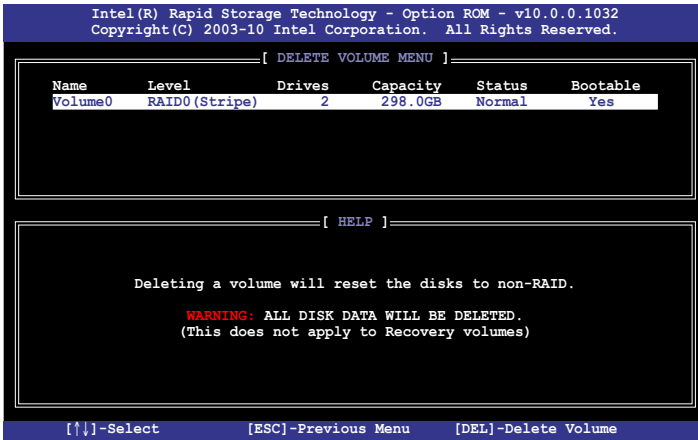 Intel(R) Rapid Storage Technology - Option ROM - v10.0.0.1032
Copyright(C) 2003-10 Intel Corporation.  All Rights Reserved.
[ DELETE VOLUME MENU ]
Name Level Drives Capacity Status Bootable
Volume0 RAID0(Stripe) 2 298.0GB Normal Yes
[ HELP ]
Deleting a volume will reset the disks to non-RAID.
WARNING: ALL DISK DATA WILL BE DELETED.
(This does not apply to Recovery volumes)
[↑↓]-Select [ESC]-Previous Menu [DEL]-Delete Volume